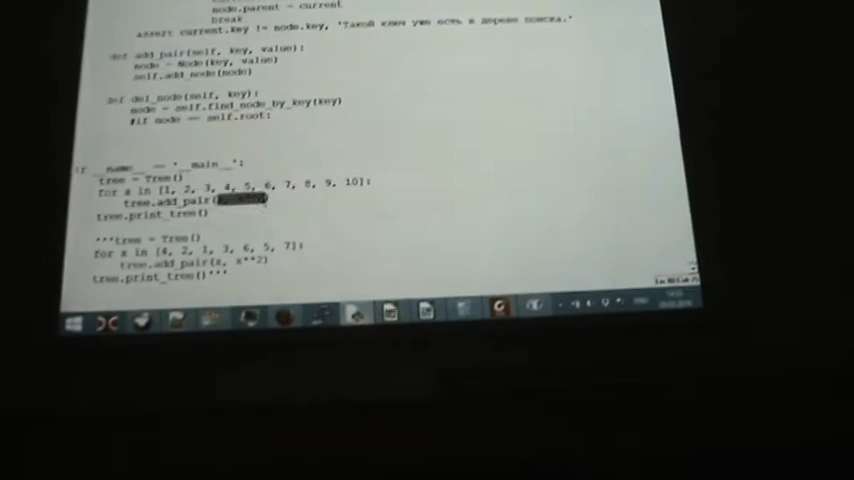 node.parent = current
break
assert current.key != node.key, 'Такой ключ уже есть в дереве поиска.'
def add_pair(self, key, value):
node = Node(key, value)
self.add_node(node)
def del_node(self, key):
node = self.find_node_by_key(key)
#if node == self.root:
if __name__ == '__main__':
tree = Tree()
for x in [1, 2, 3, 4, 5, 6, 7, 8, 9, 10]:
tree.add_pair(
tree.print_tree()
'''tree = Tree()
for x in [4, 2, 1, 3, 6, 5, 7]:
tree.add_pair(x, x**2)
tree.print_tree()'''